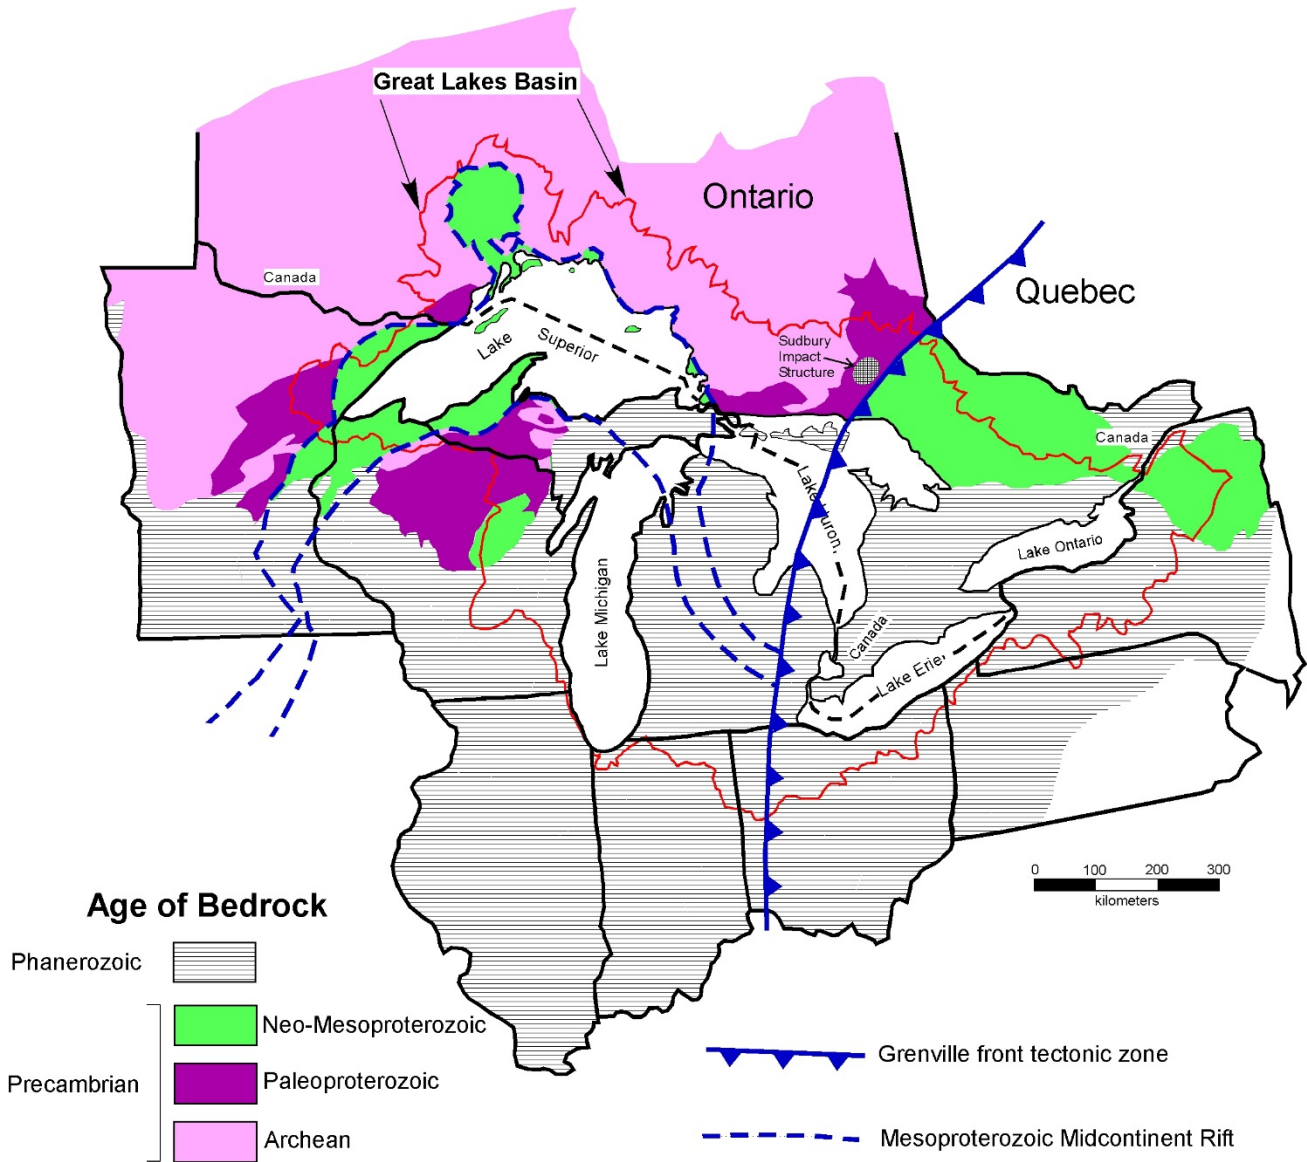 Great Lakes Basin
Ontario
Canada
Quebec
Lake
Superior
Sudbury
Impact
Structure
Canada
Lake Huron
Lake Ontario
Lake Michigan
Canada
Lake Erie
0 100 200 300
kilometers
Age of Bedrock
Phanerozoic
Neo-Mesoproterozoic
Precambrian
Paleoproterozoic
Archean
Grenville front tectonic zone
Mesoproterozoic Midcontinent Rift